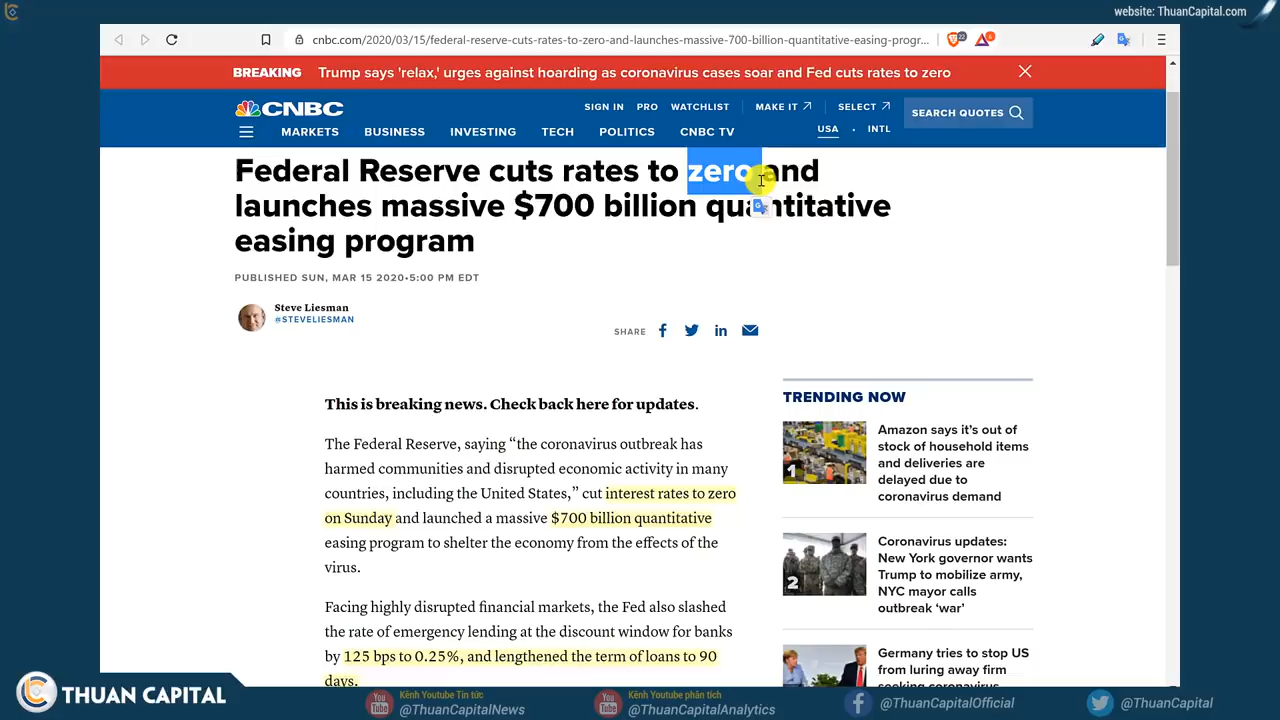 website: ThuanCapital.com
cnbc.com/2020/03/15/federal-reserve-cuts-rates-to-zero-and-launches-massive-700-billion-quantitative-easing-progr...
BREAKING Trump says 'relax,' urges against hoarding as coronavirus cases soar and Fed cuts rates to zero
CNBC
SIGN IN PRO WATCHLIST MAKE IT SELECT
SEARCH QUOTES
MARKETS BUSINESS INVESTING TECH POLITICS CNBC TV
USA · INTL
Federal Reserve cuts rates to zero and
launches massive $700 billion quantitative
easing program
PUBLISHED SUN, MAR 15 2020•5:00 PM EDT
Steve Liesman
@STEVELIESMAN
SHARE
This is breaking news. Check back here for updates.
The Federal Reserve, saying “the coronavirus outbreak has
harmed communities and disrupted economic activity in many
countries, including the United States,” cut interest rates to zero
on Sunday and launched a massive $700 billion quantitative
easing program to shelter the economy from the effects of the
virus.
Facing highly disrupted financial markets, the Fed also slashed
the rate of emergency lending at the discount window for banks
by 125 bps to 0.25%, and lengthened the term of loans to 90
days.
TRENDING NOW
1
Amazon says it’s out of
stock of household items
and deliveries are
delayed due to
coronavirus demand
2
Coronavirus updates:
New York governor wants
Trump to mobilize army,
NYC mayor calls
outbreak ‘war’
Germany tries to stop US
from luring away firm
seeking coronavirus
THUAN CAPITAL
Kênh Youtube Tin tức
@ThuanCapitalNews
Kênh Youtube phân tích
@ThuanCapitalAnalytics
@ThuanCapitalOfficial
@ThuanCapital